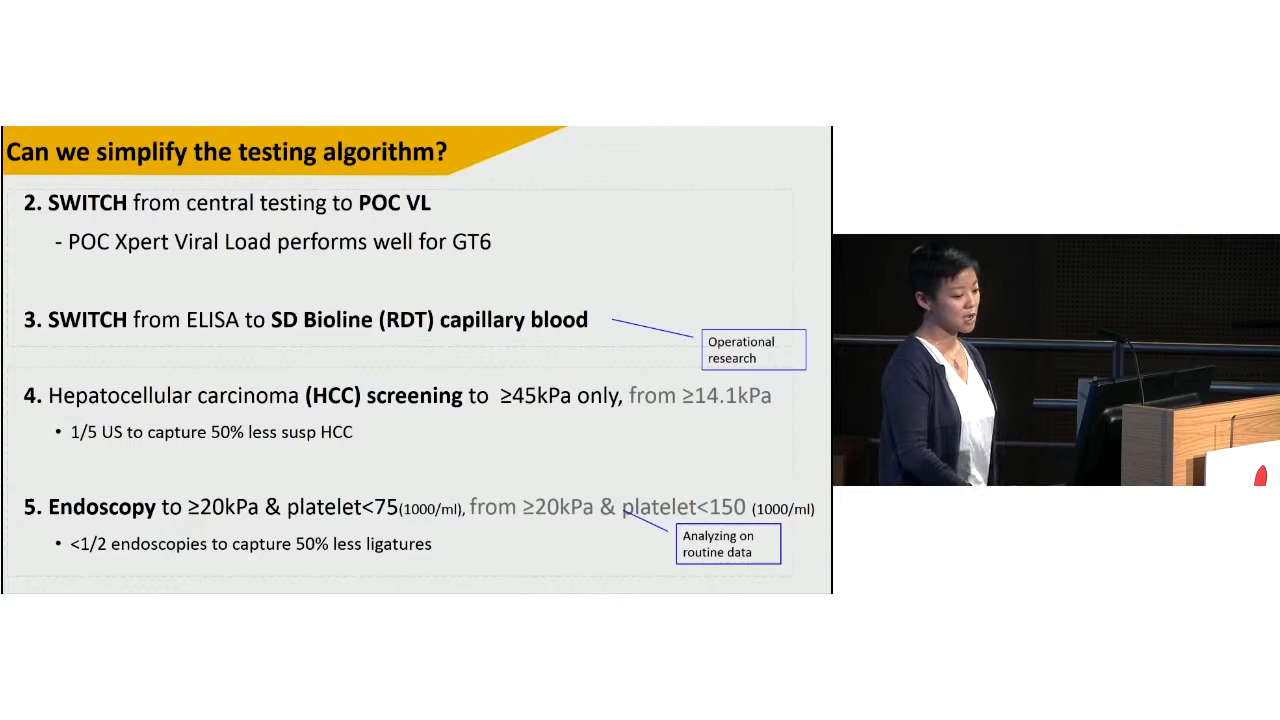 Can we simplify the testing algorithm?
2. SWITCH from central testing to POC VL
- POC Xpert Viral Load performs well for GT6
3. SWITCH from ELISA to SD Bioline (RDT) capillary blood
Operational
research
4. Hepatocellular carcinoma (HCC) screening to ≥45kPa only, from ≥14.1kPa
• 1/5 US to capture 50% less susp HCC
5. Endoscopy to ≥20kPa & platelet<75(1000/ml), from ≥20kPa & platelet<150 (1000/ml)
• <1/2 endoscopies to capture 50% less ligatures
Analyzing on
routine data